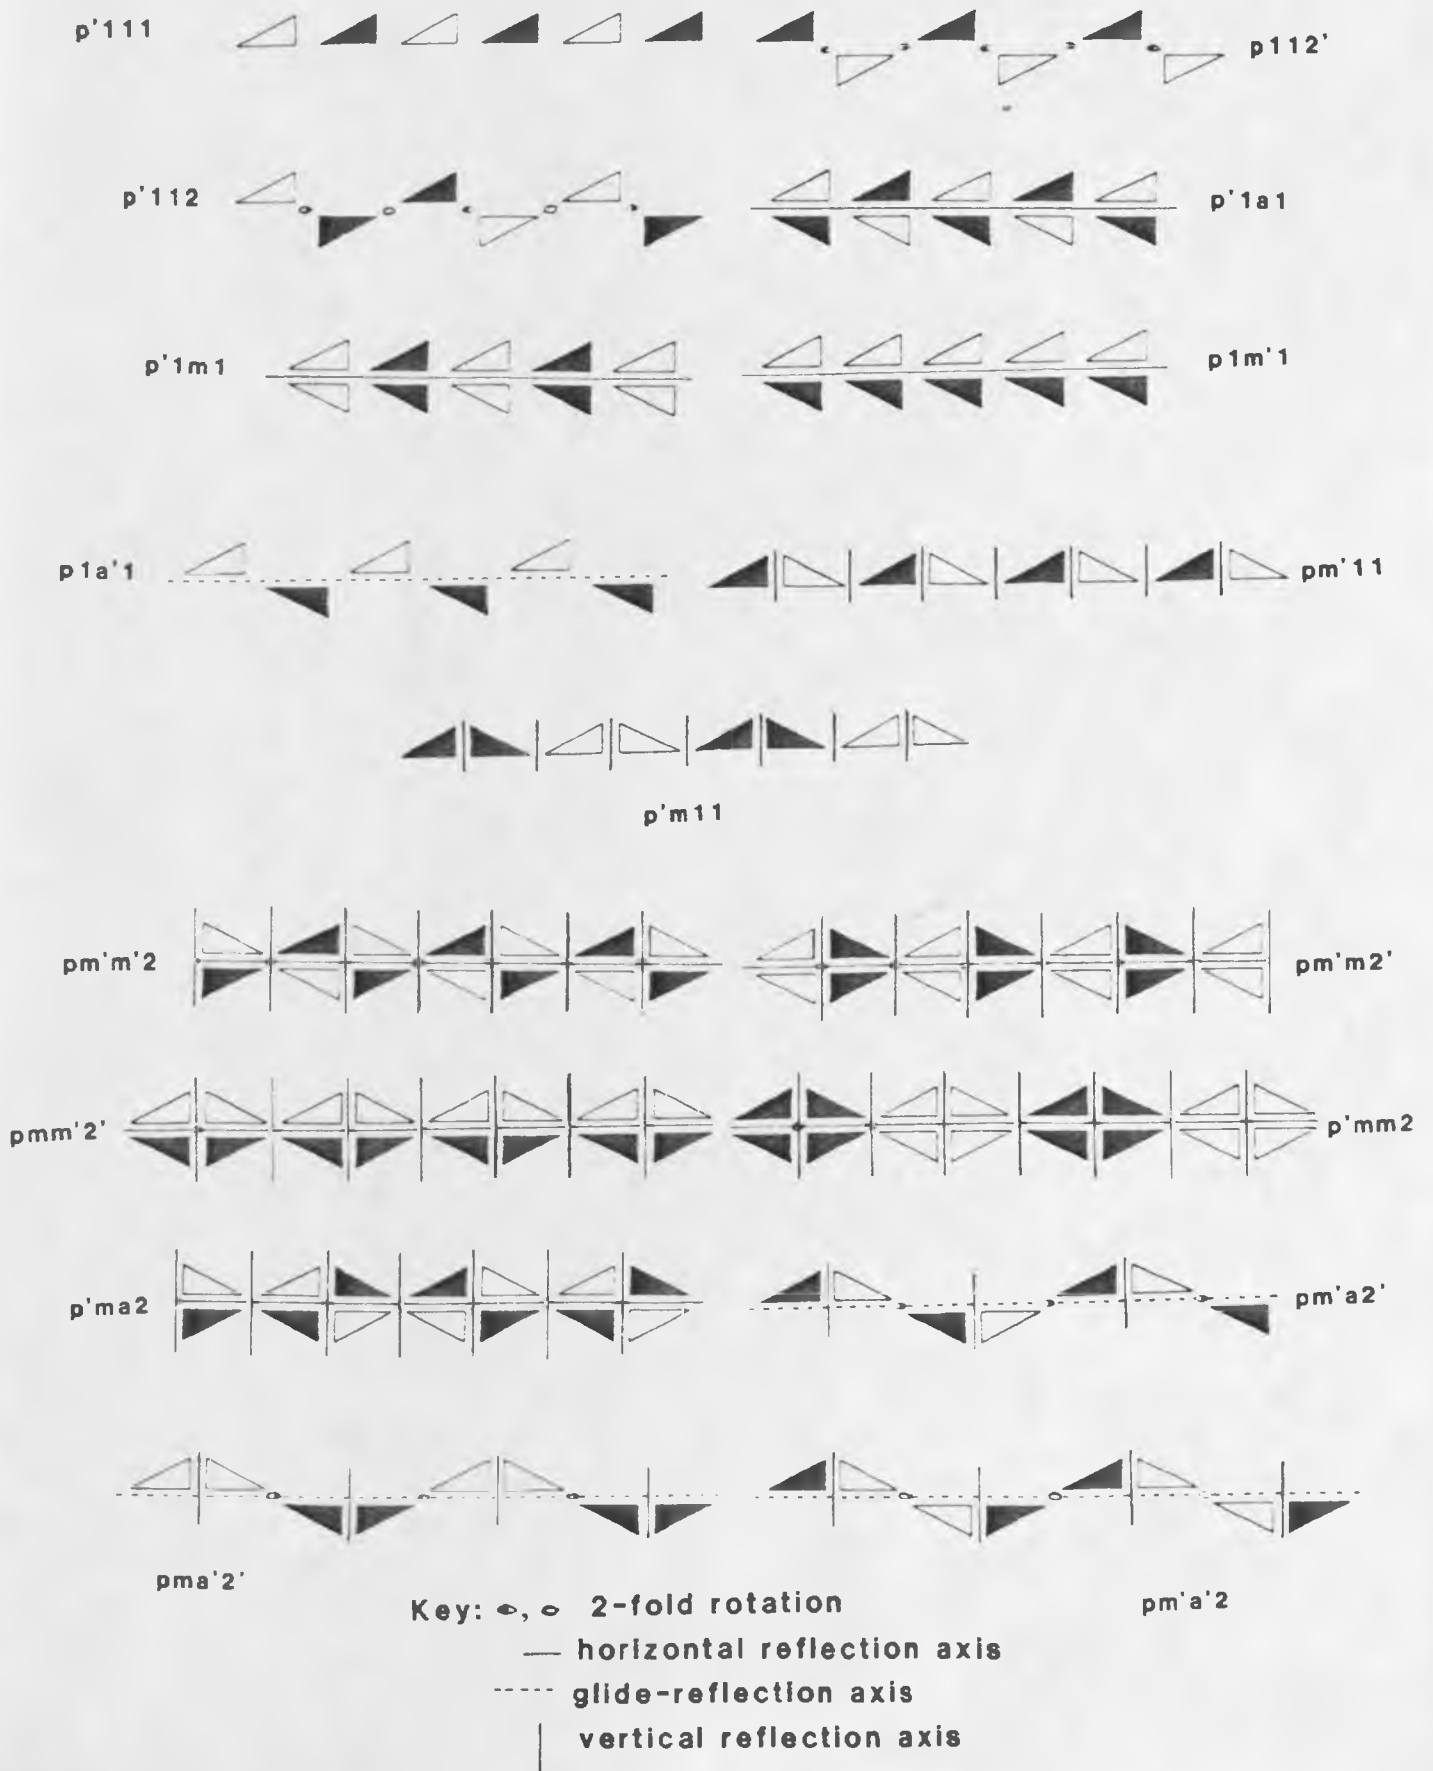 p'111
p112'
p'112
p'1a1
p'1m1
p1m'1
p1a'1
pm'11
p'm11
pm'm'2
pm'm2'
pmm'2'
p'mm2
p'ma2
pm'a2'
pma'2'
pm'a'2
Key: , 2-fold rotation
horizontal reflection axis
glide-reflection axis
vertical reflection axis